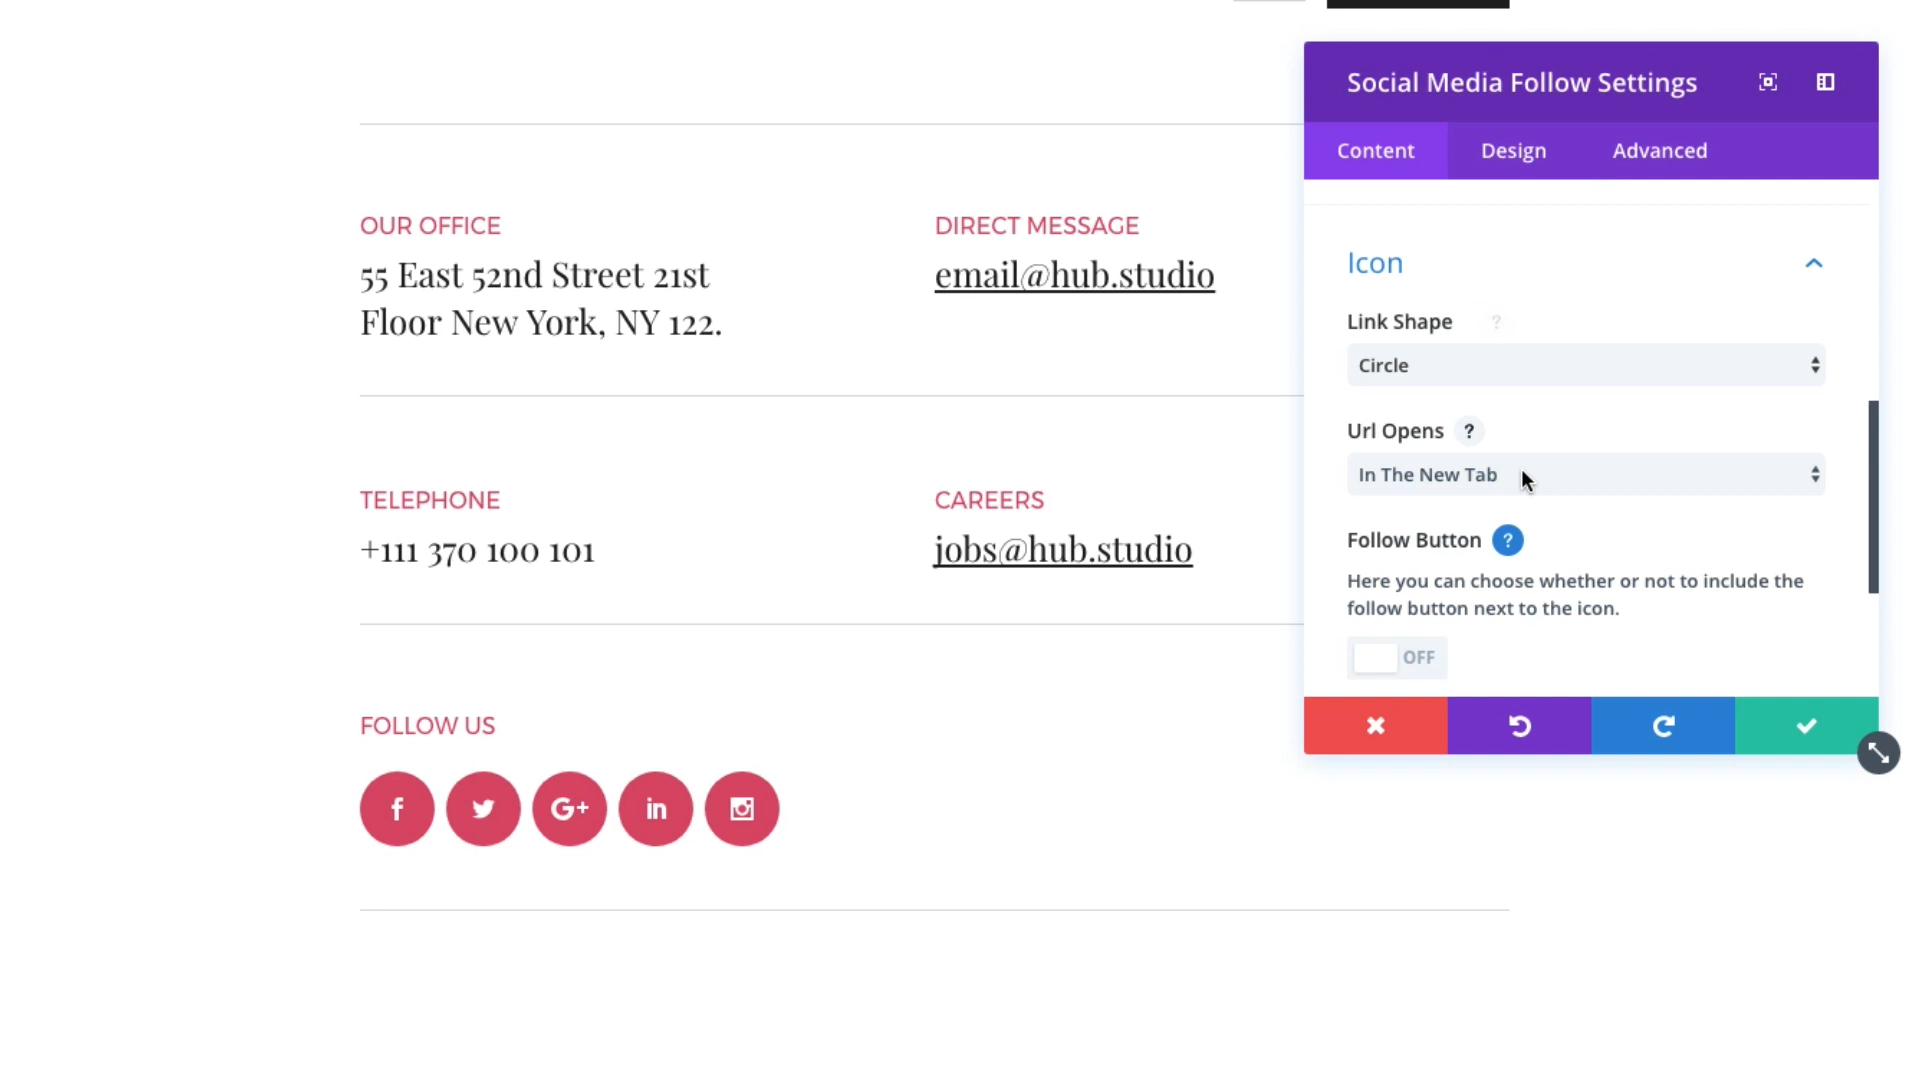 OUR OFFICE
55 East 52nd Street 21st
Floor New York, NY 122.
DIRECT MESSAGE
email@hub.studio
TELEPHONE
+111 370 100 101
CAREERS
jobs@hub.studio
FOLLOW US
f
G+
in
Social Media Follow Settings
Content Design Advanced
Icon
Link Shape ?
Circle
Url Opens ?
In The New Tab
Follow Button ?
Here you can choose whether or not to include the
follow button next to the icon.
OFF